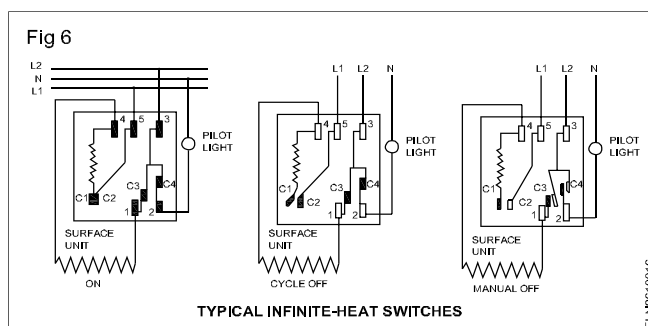 Fig 6
L2
N
L1
4 5 3
PILOT
LIGHT
C1 C2 C3 C4
1 2
SURFACE
UNIT
ON
L1 L2 N
4 5 3
PILOT
LIGHT
C1 C2 C3 C4
1 2
SURFACE
UNIT
CYCLE OFF
L1 L2 N
4 5 3
PILOT
LIGHT
C1 C2 C3 C4
1 2
SURFACE
UNIT
MANUAL OFF
TYPICAL INFINITE-HEAT SWITCHES